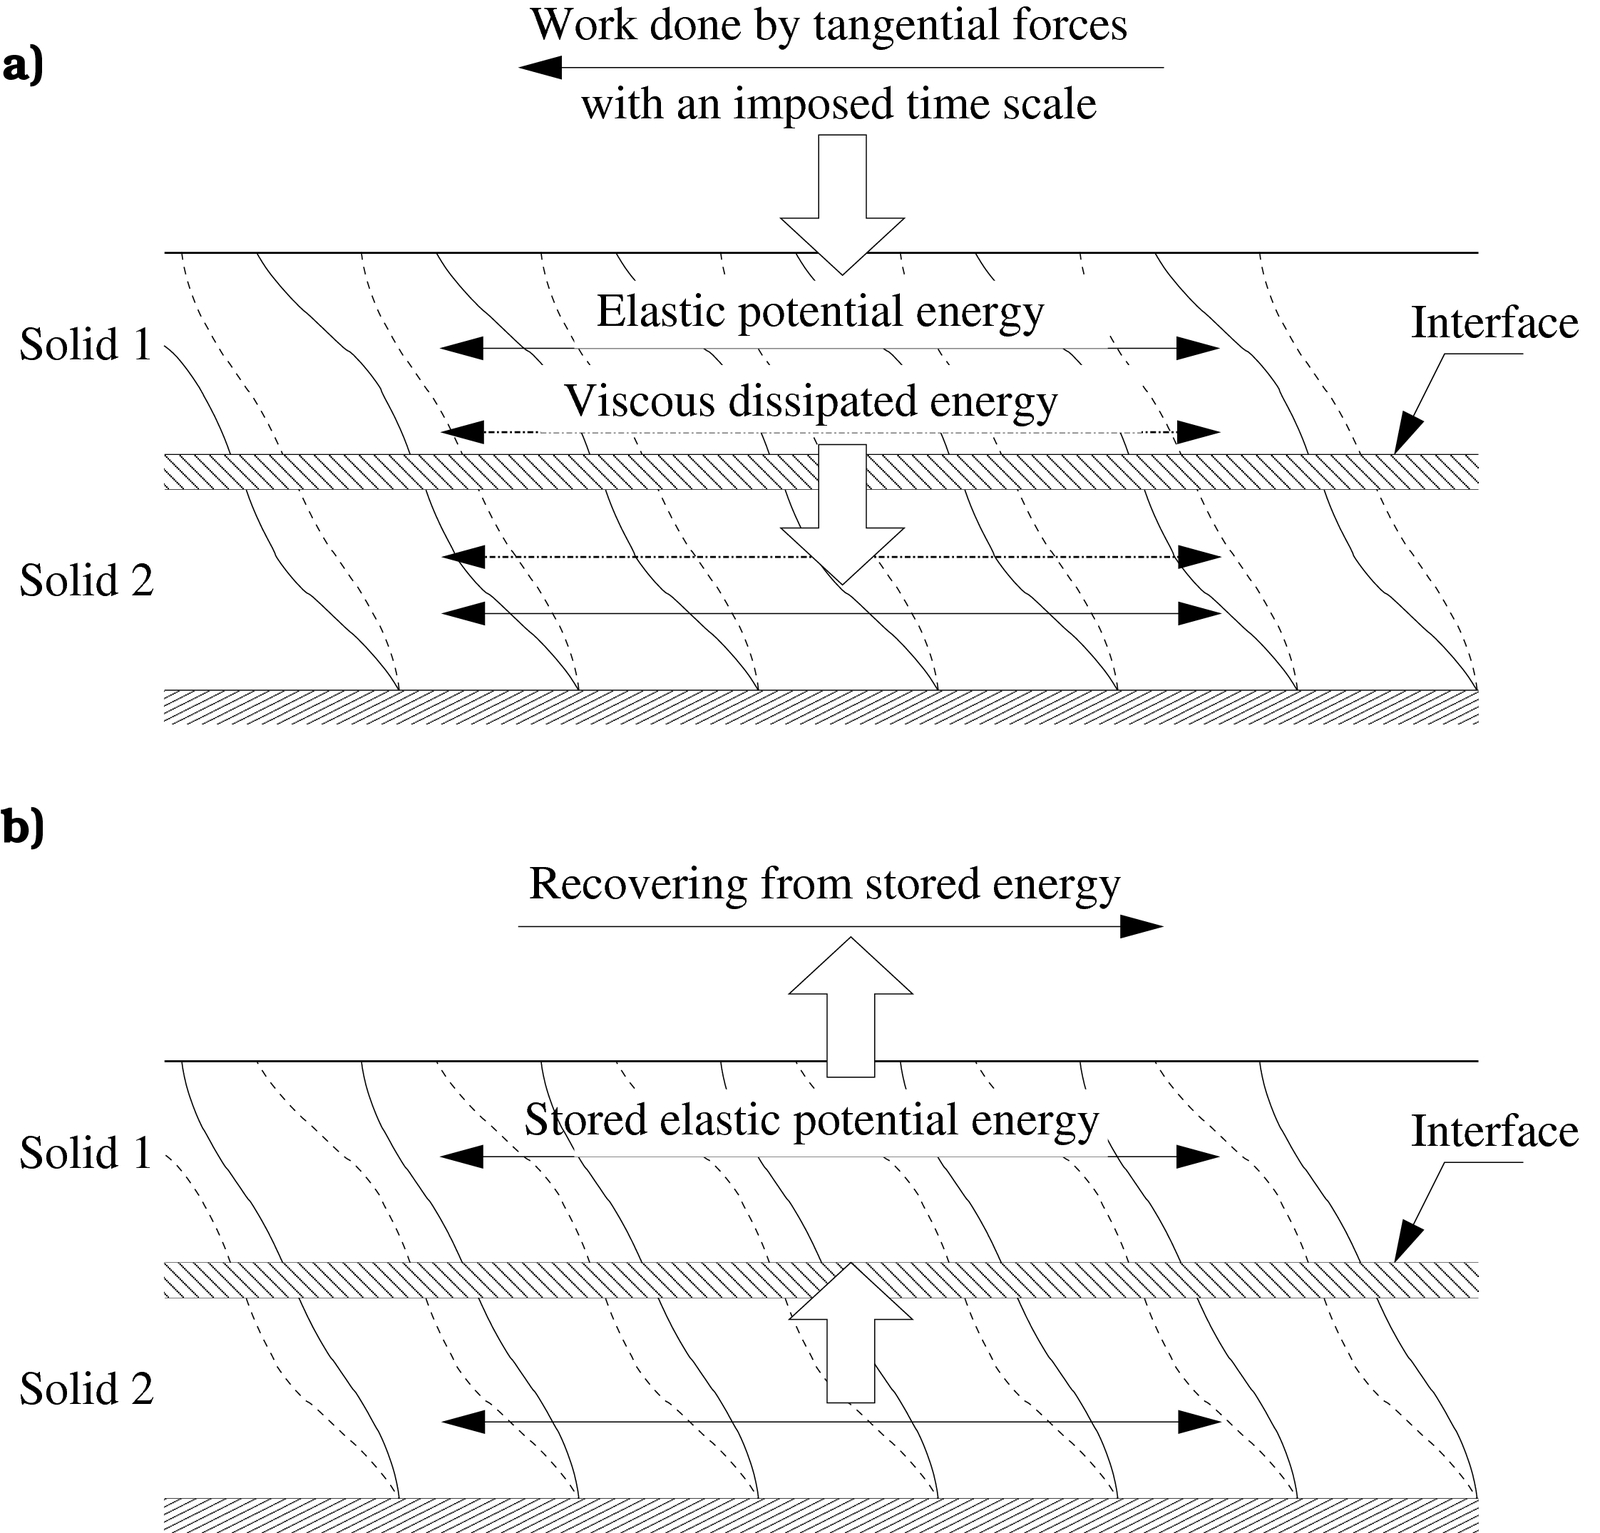 a)
Work done by tangential forces
with an imposed time scale
Elastic potential energy
Interface
Solid 1
Viscous dissipated energy
Solid 2
b)
Recovering from stored energy
Stored elastic potential energy
Interface
Solid 1
Solid 2